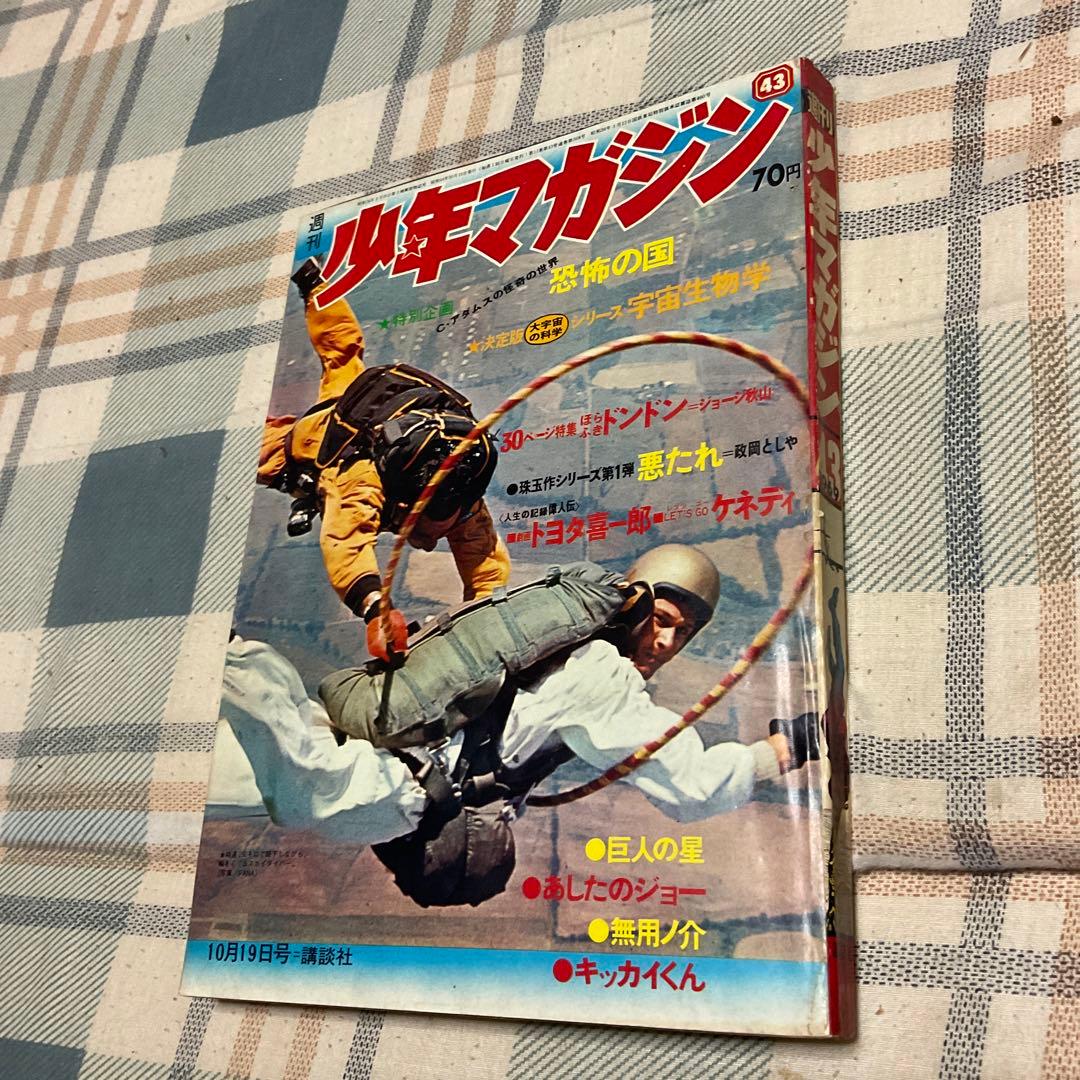 43
週刊
少年マガジン
70円
★特別企画
C・アダムスの怪奇の世界
恐怖の国
★決定版 大宇宙の科学 シリーズ 宇宙生物学
30ページ特集 ほらふき ドンドン＝ジョージ秋山
●珠玉作シリーズ第1弾 悪たれ＝政岡としや
〈人生の記録偉人伝〉
■劇画 トヨタ喜一郎 ■LET'S GO ケネディ
●巨人の星
●あしたのジョー
●無用ノ介
●キッカイくん
10月19日号＝講談社
週刊 少年マガジン